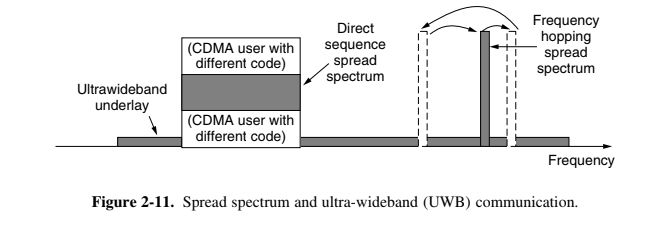 (CDMA user with
different code)
Direct
sequence
spread
spectrum
Frequency
hopping
spread
spectrum
Ultrawideband
underlay
(CDMA user with
different code)
Frequency
Figure 2-11. Spread spectrum and ultra-wideband (UWB) communication.